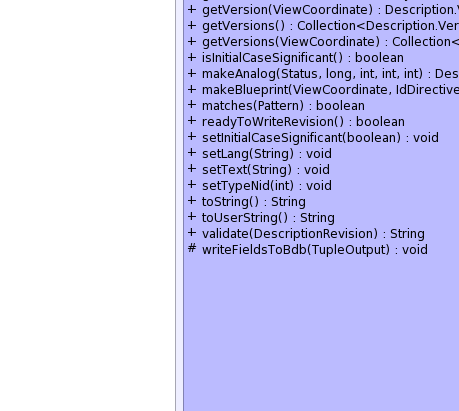 + getVersion(ViewCoordinate) : Description.
+ getVersions() : Collection<Description.Ver
+ getVersions(ViewCoordinate) : Collection<
+ isInitialCaseSignificant() : boolean
+ makeAnalog(Status, long, int, int, int) : Des
+ makeBlueprint(ViewCoordinate, IdDirective
+ matches(Pattern) : boolean
+ readyToWriteRevision() : boolean
+ setInitialCaseSignificant(boolean) : void
+ setLang(String) : void
+ setText(String) : void
+ setTypeNid(int) : void
+ toString() : String
+ toUserString() : String
+ validate(DescriptionRevision) : String
# writeFieldsToBdb(TupleOutput) : void